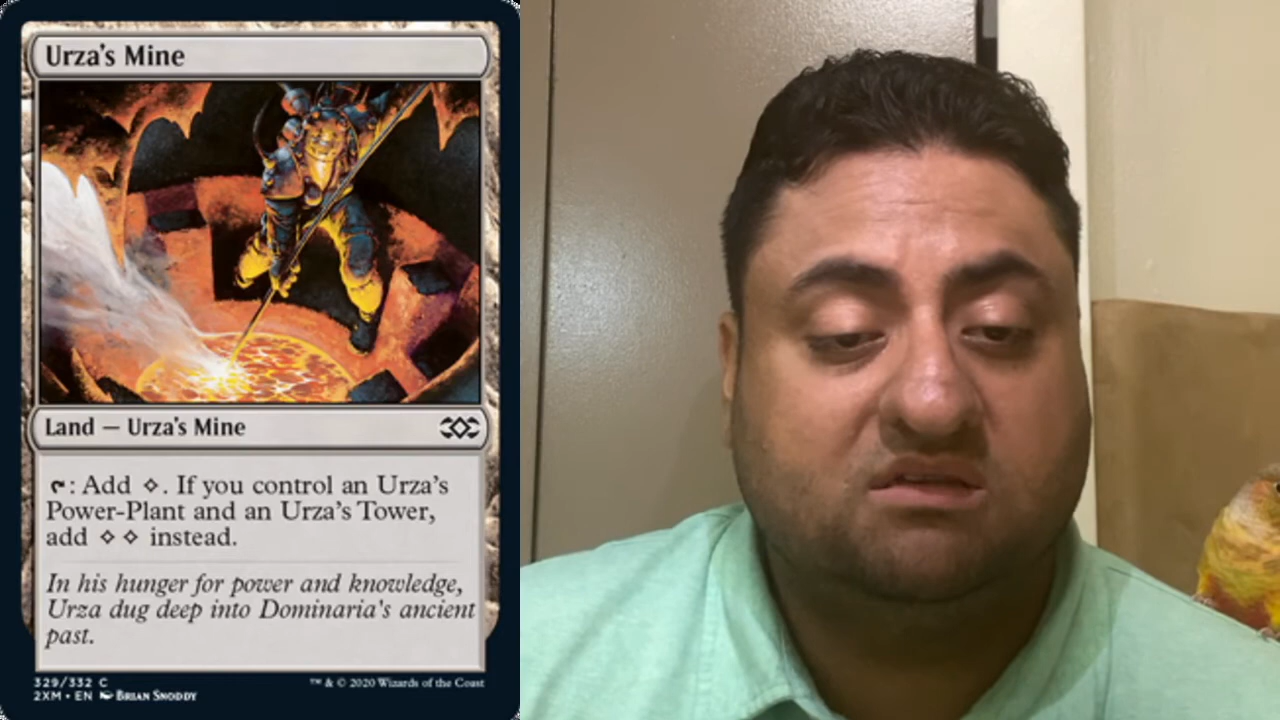 Urza's Mine
Land — Urza's Mine
: Add . If you control an Urza's
Power-Plant and an Urza's Tower,
add instead.
In his hunger for power and knowledge,
Urza dug deep into Dominaria's ancient
past.
329/332 C
2XM • EN Brian Snoddy
™ & © 2020 Wizards of the Coast